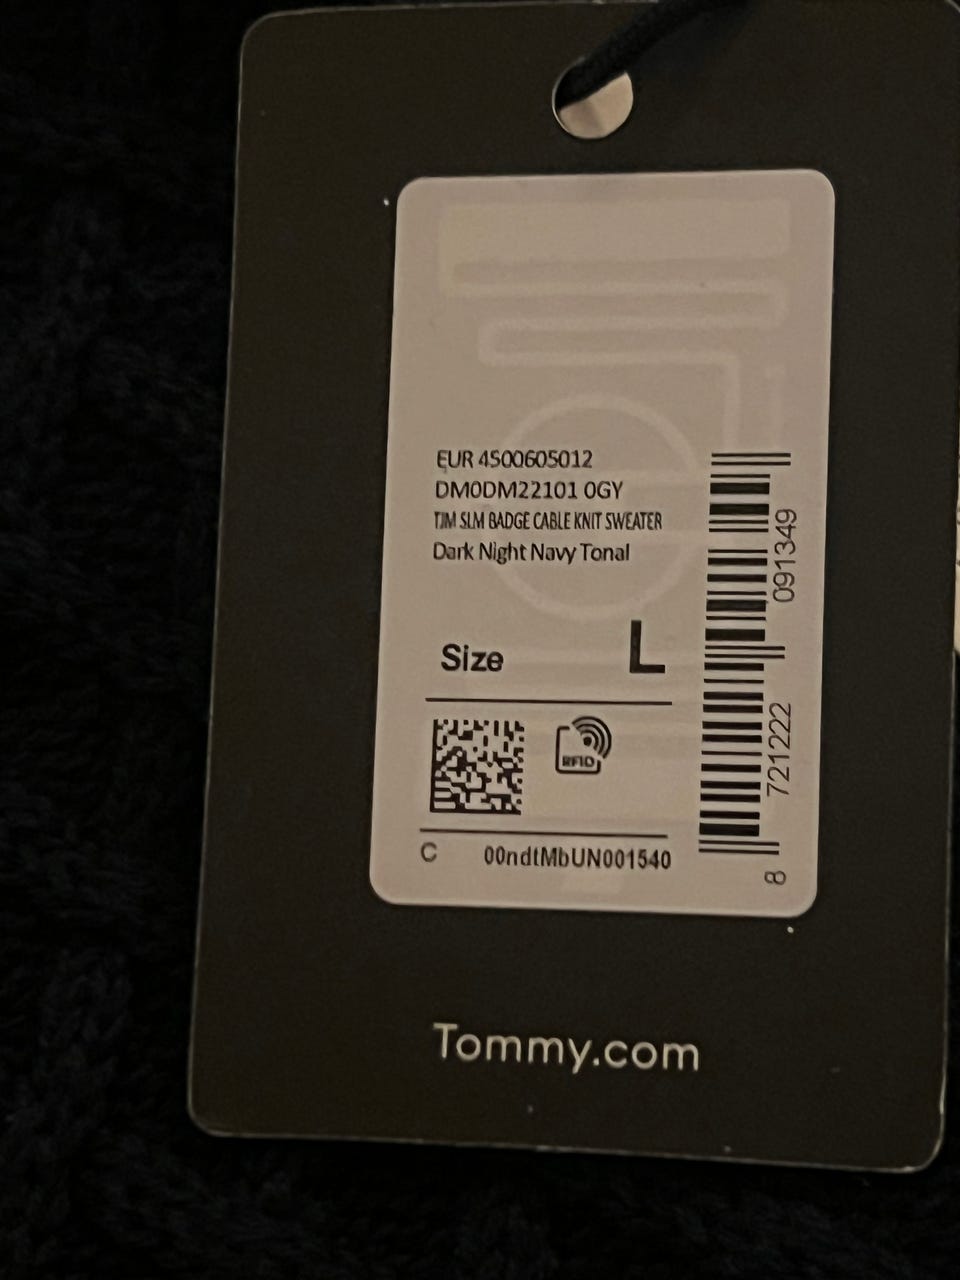 EUR 4500605012
DM0DM22101 0GY
TJM SLM BADGE CABLE KNIT SWEATER
Dark Night Navy Tonal
Size L
RFID
C 00ndtMbUN001540
8 721222 091349
Tommy.com